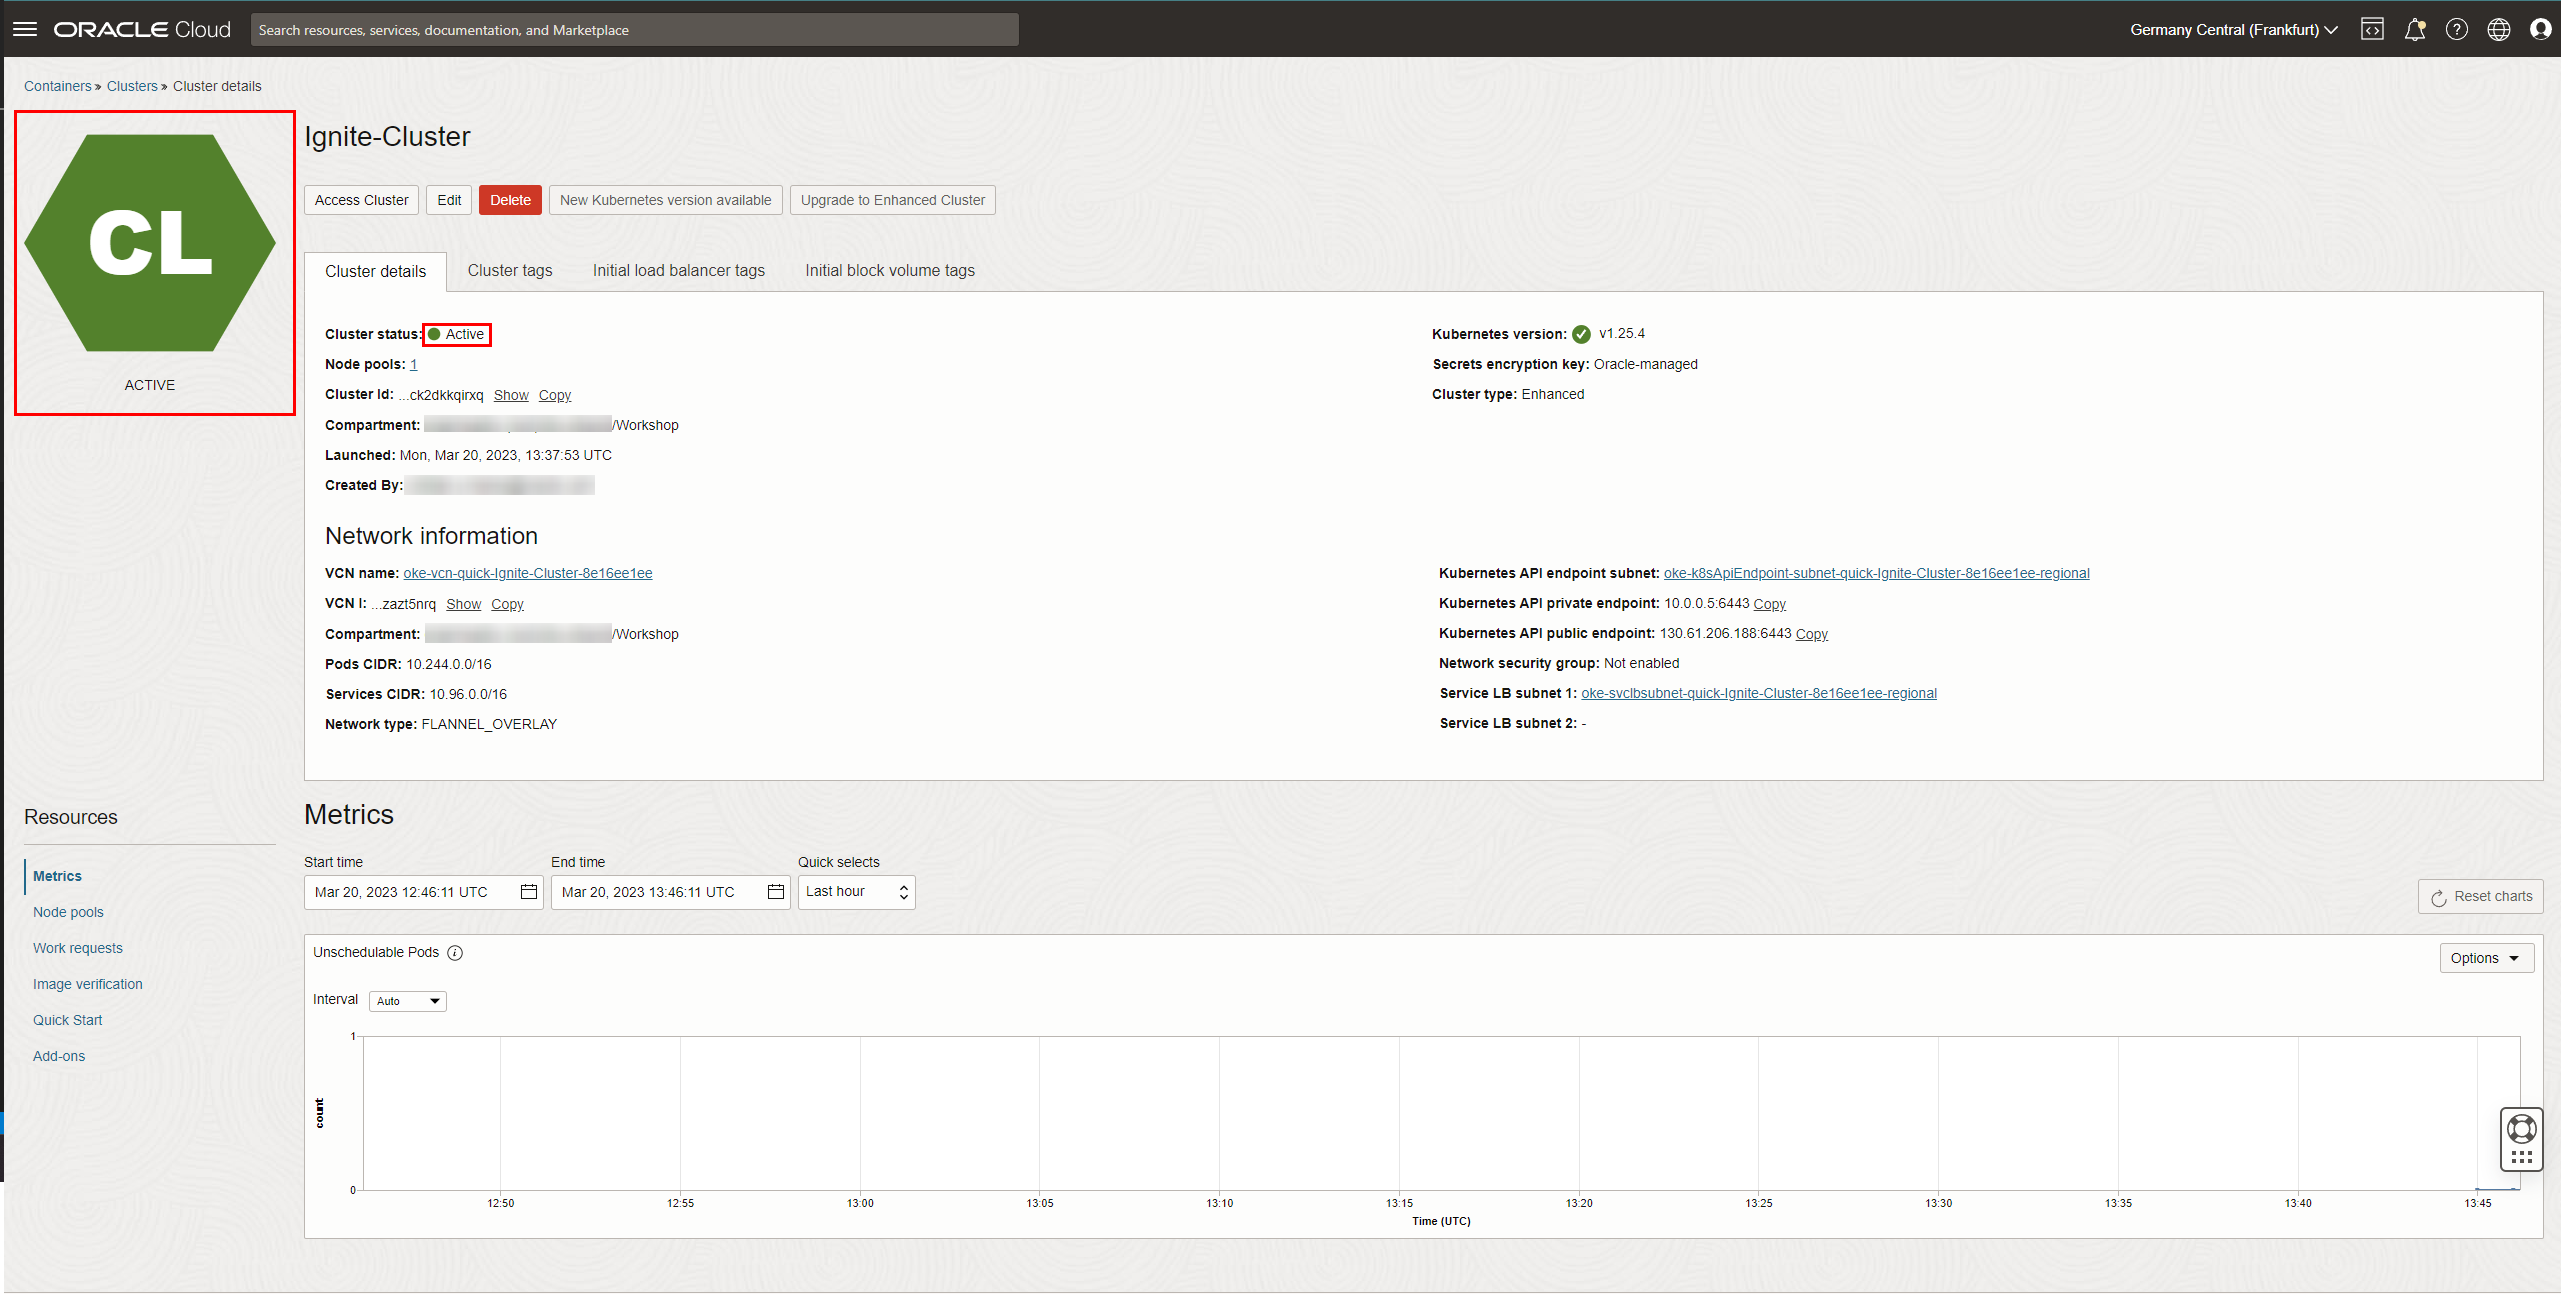 ORACLE Cloud
Search resources, services, documentation, and Marketplace
Germany Central (Frankfurt)
Containers » Clusters » Cluster details
CL
ACTIVE
Ignite-Cluster
Access Cluster
Edit
Delete
New Kubernetes version available
Upgrade to Enhanced Cluster
Cluster details
Cluster tags
Initial load balancer tags
Initial block volume tags
Cluster status: Active
Node pools: 1
Cluster Id: ...ck2dkkqirxq Show Copy
Compartment: /Workshop
Launched: Mon, Mar 20, 2023, 13:37:53 UTC
Created By:
Kubernetes version: v1.25.4
Secrets encryption key: Oracle-managed
Cluster type: Enhanced
Network information
VCN name: oke-vcn-quick-Ignite-Cluster-8e16ee1ee
VCN I: ...zazt5nrq Show Copy
Compartment: /Workshop
Pods CIDR: 10.244.0.0/16
Services CIDR: 10.96.0.0/16
Network type: FLANNEL_OVERLAY
Kubernetes API endpoint subnet: oke-k8sApiEndpoint-subnet-quick-Ignite-Cluster-8e16ee1ee-regional
Kubernetes API private endpoint: 10.0.0.5:6443 Copy
Kubernetes API public endpoint: 130.61.206.188:6443 Copy
Network security group: Not enabled
Service LB subnet 1: oke-svclbsubnet-quick-Ignite-Cluster-8e16ee1ee-regional
Service LB subnet 2: -
Resources
Metrics
Node pools
Work requests
Image verification
Quick Start
Add-ons
Metrics
Start time
Mar 20, 2023 12:46:11 UTC
End time
Mar 20, 2023 13:46:11 UTC
Quick selects
Last hour
Reset charts
Unschedulable Pods
Options
Interval Auto
1
count
0
12:50 12:55 13:00 13:05 13:10 13:15 13:20 13:25 13:30 13:35 13:40 13:45
Time (UTC)